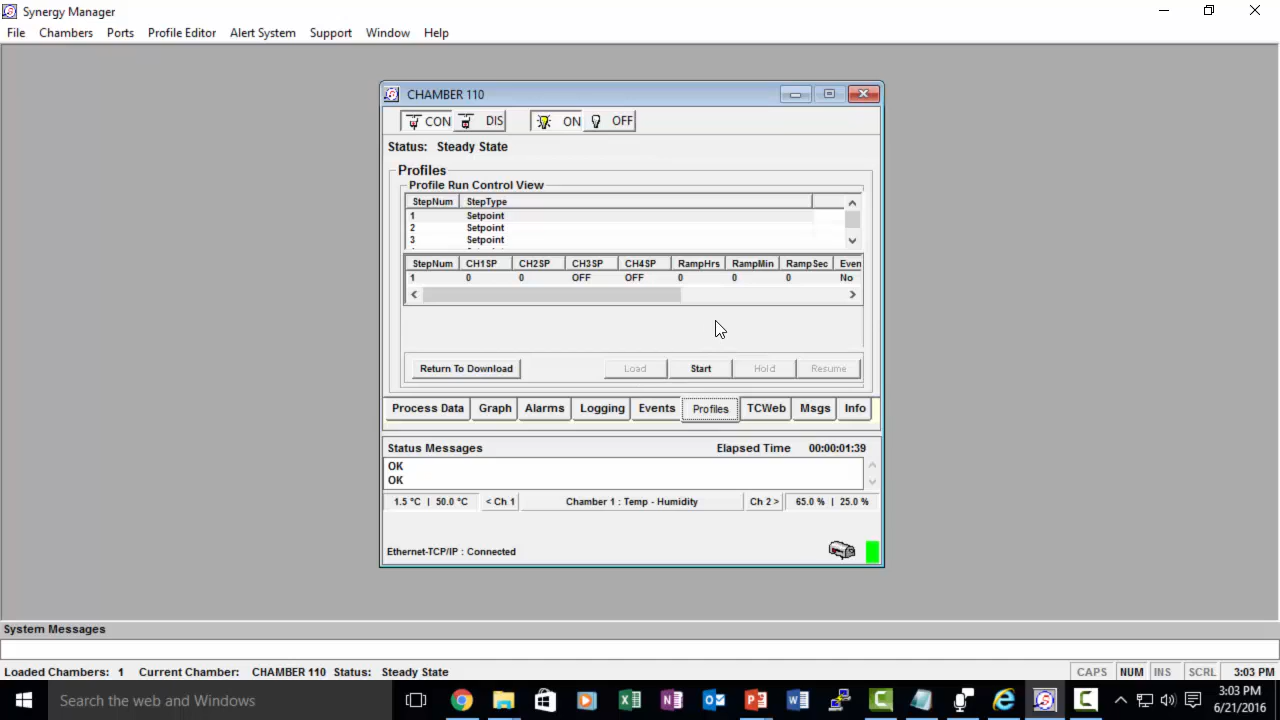 Synergy Manager
File Chambers Ports Profile Editor Alert System Support Window Help
CHAMBER 110
CON DIS ON OFF
Status: Steady State
Profiles
Profile Run Control View
StepNum StepType
1 Setpoint
2 Setpoint
3 Setpoint
StepNum CH1SP CH2SP CH3SP CH4SP RampHrs RampMin RampSec Even
1 0 0 OFF OFF 0 0 0 No
Return To Download Load Start Hold Resume
Process Data Graph Alarms Logging Events Profiles TCWeb Msgs Info
Status Messages Elapsed Time 00:00:01:39
OK
OK
1.5 °C | 50.0 °C < Ch 1 Chamber 1 : Temp - Humidity Ch 2 > 65.0 % | 25.0 %
Ethernet-TCP/IP : Connected
System Messages
Loaded Chambers: 1 Current Chamber: CHAMBER 110 Status: Steady State CAPS NUM INS SCRL 3:03 PM
Search the web and Windows
3:03 PM
6/21/2016